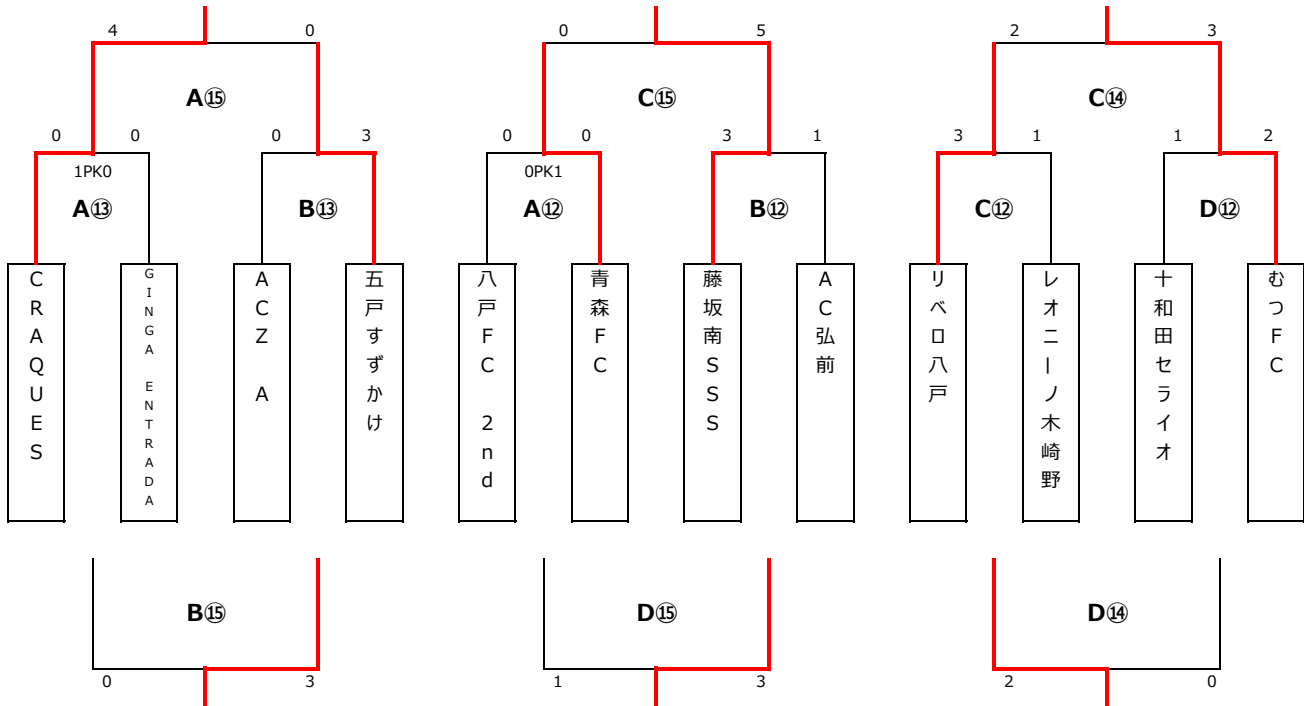 4 0 0 5 2 3
A⑮ C⑮ C⑭
0 0 0 3 0 0 3 1 3 1 1 2
1PK0 0PK1
A⑬ B⑬ A⑫ B⑫ C⑫ D⑫
CRAQUES
GINGA ENTRADA
ACZ A
五戸すずかけ
八戸FC 2nd
青森FC
藤坂南SSS
AC弘前
リベロ八戸
レオニーノ木崎野
十和田セライオ
むつFC
B⑮ D⑮ D⑭
0 3 1 3 2 0